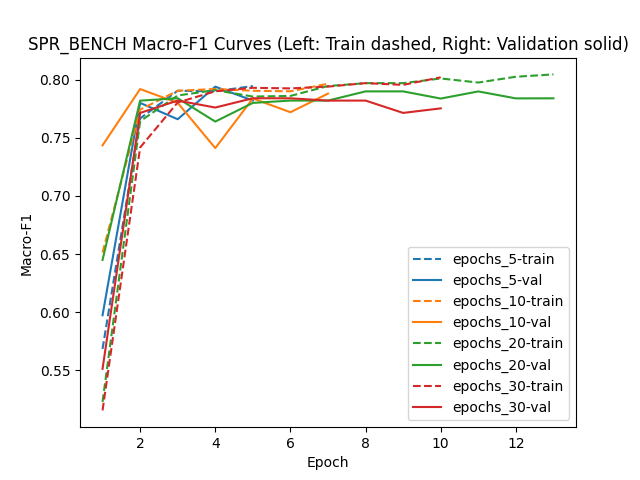 SPR_BENCH Macro-F1 Curves (Left: Train dashed, Right: Validation solid)
0.80
0.75
0.70
0.65
0.60
0.55
Macro-F1
2
4
6
8
10
12
Epoch
epochs_5-train
epochs_5-val
epochs_10-train
epochs_10-val
epochs_20-train
epochs_20-val
epochs_30-train
epochs_30-val